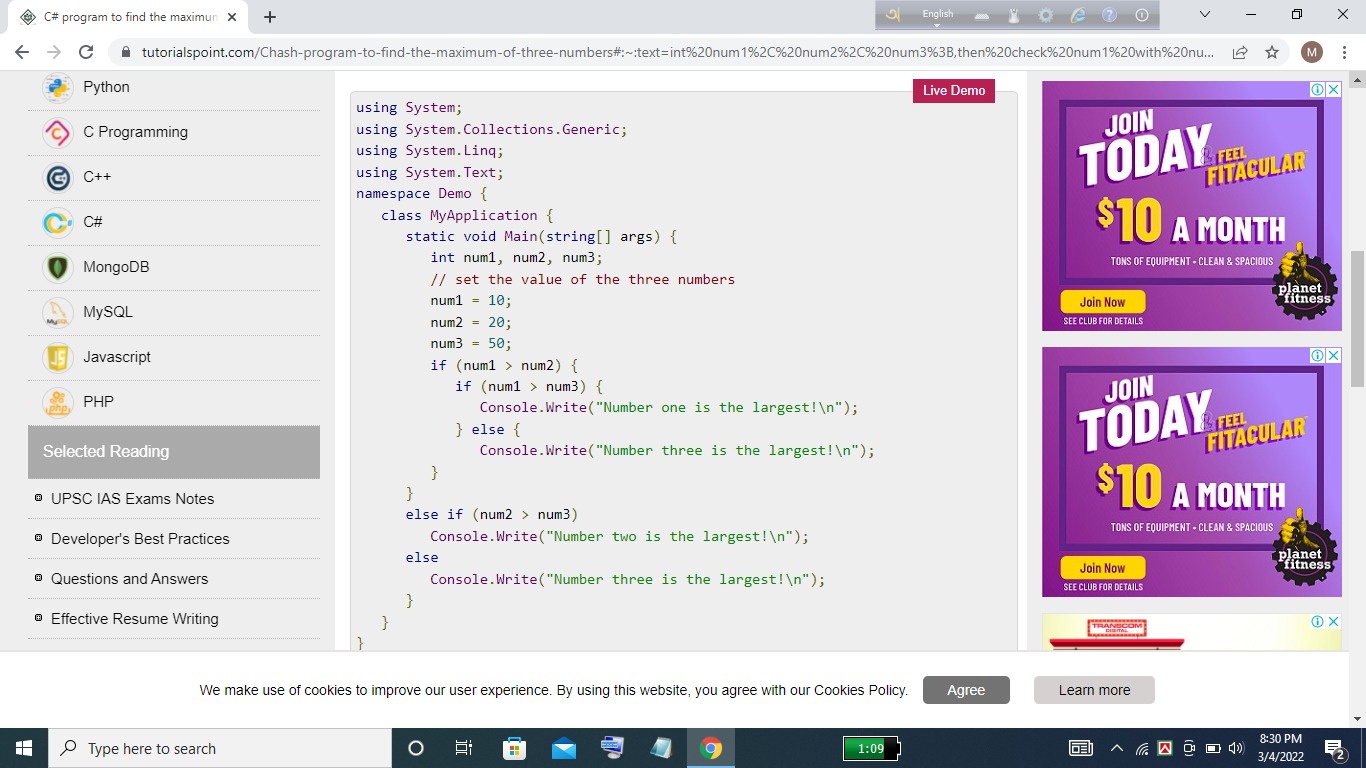 C# program to find the maximum
English
tutorialspoint.com/Chash-program-to-find-the-maximum-of-three-numbers#:~:text=int%20num1%2C%20num2%2C%20num3%3B,then%20check%20num1%20with%20nu...
M
Python
C Programming
C++
C#
MongoDB
MySQL
Javascript
PHP
Selected Reading
UPSC IAS Exams Notes
Developer's Best Practices
Questions and Answers
Effective Resume Writing
Live Demo
using System;
using System.Collections.Generic;
using System.Linq;
using System.Text;
namespace Demo {
class MyApplication {
static void Main(string[] args) {
int num1, num2, num3;
// set the value of the three numbers
num1 = 10;
num2 = 20;
num3 = 50;
if (num1 > num2) {
if (num1 > num3) {
Console.Write("Number one is the largest!\n");
} else {
Console.Write("Number three is the largest!\n");
}
}
else if (num2 > num3)
Console.Write("Number two is the largest!\n");
else
Console.Write("Number three is the largest!\n");
}
}
}
JOIN
TODAY
& FEEL
FITACULAR
$10 A MONTH
TONS OF EQUIPMENT • CLEAN & SPACIOUS
Join Now
SEE CLUB FOR DETAILS
planet
fitness
JOIN
TODAY
& FEEL
FITACULAR
$10 A MONTH
TONS OF EQUIPMENT • CLEAN & SPACIOUS
Join Now
SEE CLUB FOR DETAILS
planet
fitness
TRANSCOM
DIGITAL
We make use of cookies to improve our user experience. By using this website, you agree with our Cookies Policy.
Agree
Learn more
Type here to search
1:09
8:30 PM
3/4/2022
2